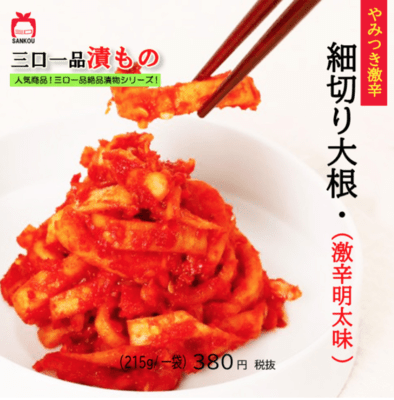 SANKOU
三口一品漬もの
人気商品！三口一品絶品漬物シリーズ！
やみつき激辛
細切り大根・
（激辛明太味）
（215g 一袋）380円 税抜